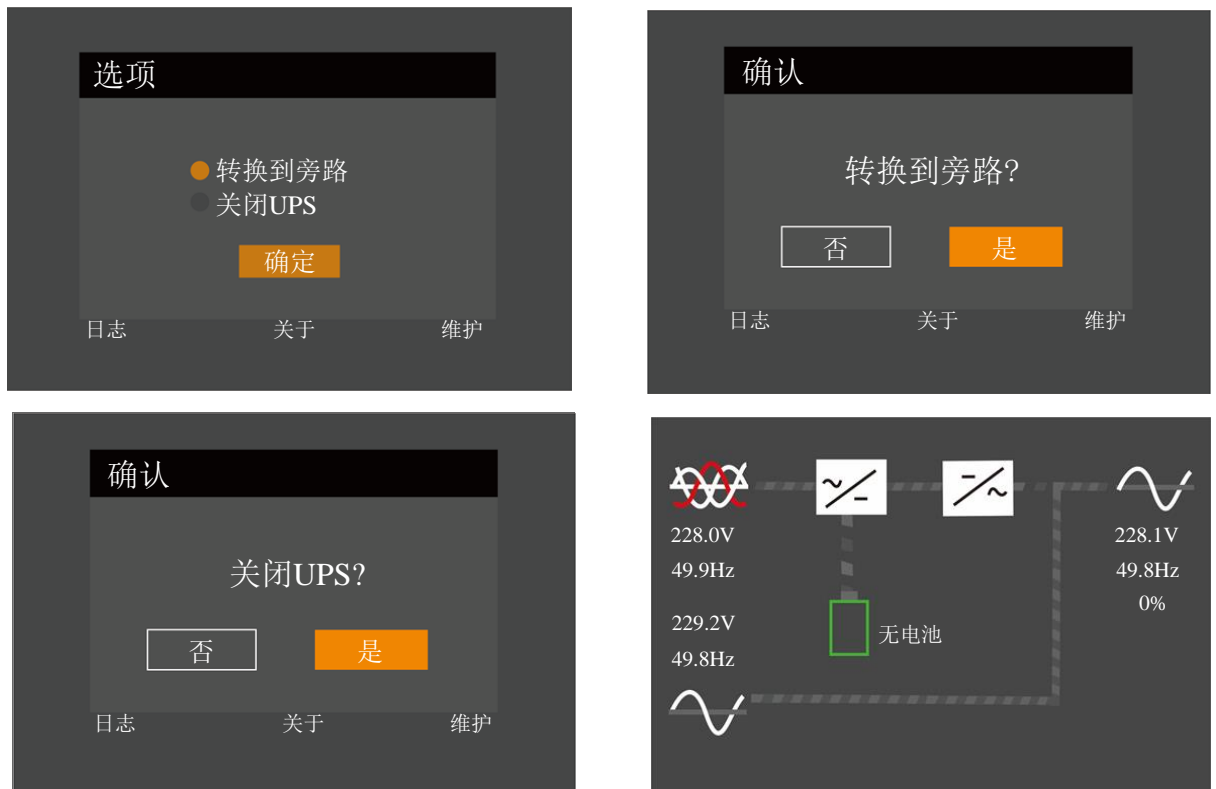 选项
转换到旁路
关闭UPS
确定
日志 关于 维护
确认
转换到旁路?
否 是
日志 关于 维护
确认
关闭UPS?
否 是
日志 关于 维护
228.0V
49.9Hz
229.2V
49.8Hz
无电池
228.1V
49.8Hz
0%